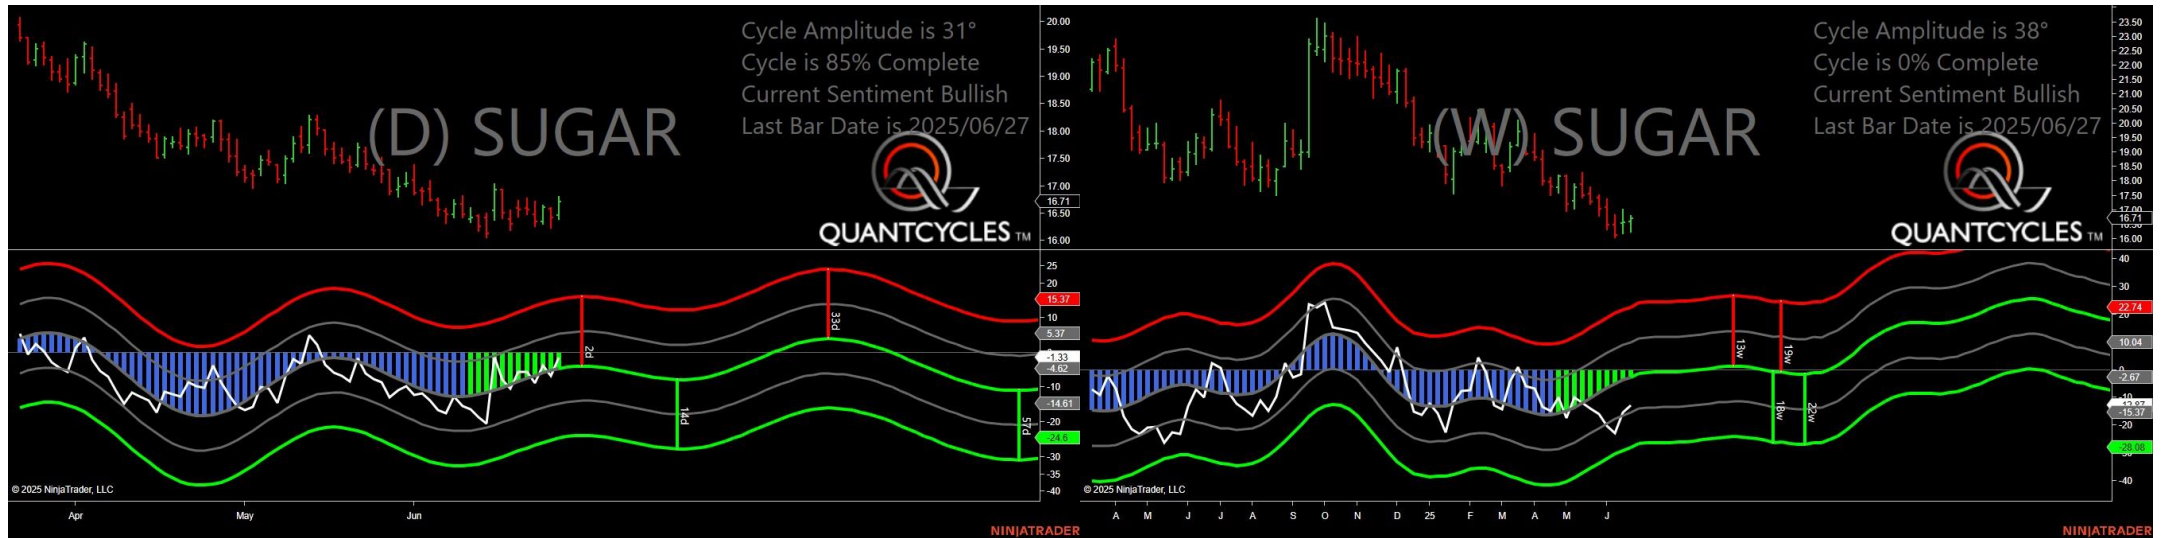 Cycle Amplitude is 31°
Cycle is 85% Complete
Current Sentiment Bullish
Last Bar Date is 2025/06/27
(D) SUGAR
QUANTCYCLES TM
20.00
19.50
19.00
18.50
18.00
17.50
17.00
16.71
16.50
16.00
25
20
15.37
10
5.37
-1.33
-4.62
-10
-14.61
-20
-24.6
-30
-35
-40
2d
14d
33d
57d
© 2025 NinjaTrader, LLC
Apr
May
Jun
NINJATRADER
Cycle Amplitude is 38°
Cycle is 0% Complete
Current Sentiment Bullish
Last Bar Date is 2025/06/27
(W) SUGAR
QUANTCYCLES TM
23.50
23.00
22.50
22.00
21.50
21.00
20.50
20.00
19.50
19.00
18.50
18.00
17.50
17.00
16.71
16.00
40
30
22.74
20
10.04
0
-2.67
-10
-15.37
-20
-28.08
-40
13w
19w
18w
22w
© 2025 NinjaTrader, LLC
A M J J A S O N D 25 F M A M J
NINJATRADER